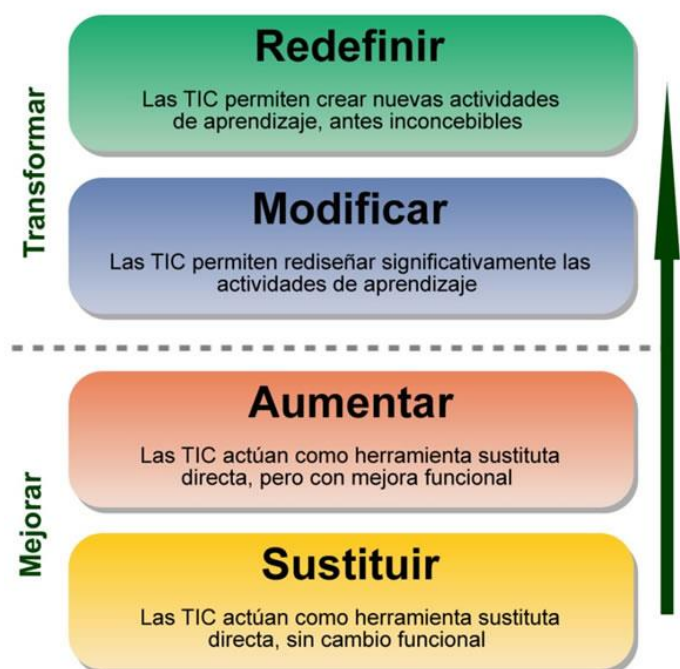 Transformar
Redefinir
Las TIC permiten crear nuevas actividades
de aprendizaje, antes inconcebibles
Modificar
Las TIC permiten rediseñar significativamente las
actividades de aprendizaje
Mejorar
Aumentar
Las TIC actúan como herramienta sustituta
directa, pero con mejora funcional
Sustituir
Las TIC actúan como herramienta sustituta
directa, sin cambio funcional